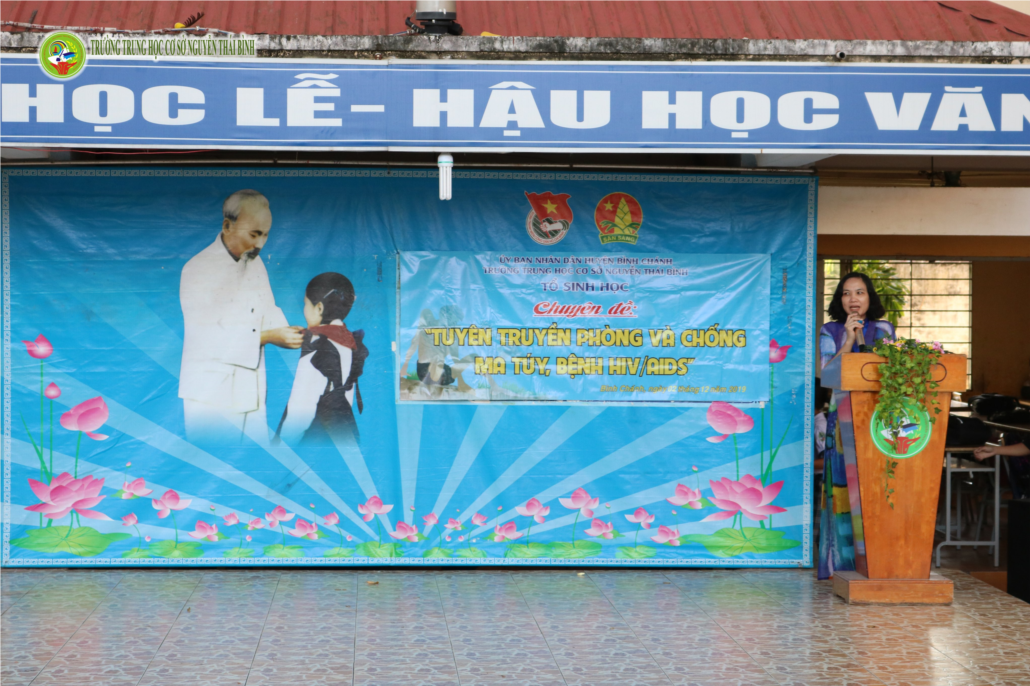 TRƯỜNG TRUNG HỌC CƠ SỞ NGUYỄN THÁI BÌNH
HỌC LỄ- HẬU HỌC VĂN
SẴN SÀNG
ỦY BAN NHÂN DÂN HUYỆN BÌNH CHÁNH
TRƯỜNG TRUNG HỌC CƠ SỞ NGUYỄN THÁI BÌNH
TỔ SINH HỌC
Chuyên đề:
"TUYÊN TRUYỀN PHÒNG VÀ CHỐNG
MA TÚY, BỆNH HIV/AIDS"